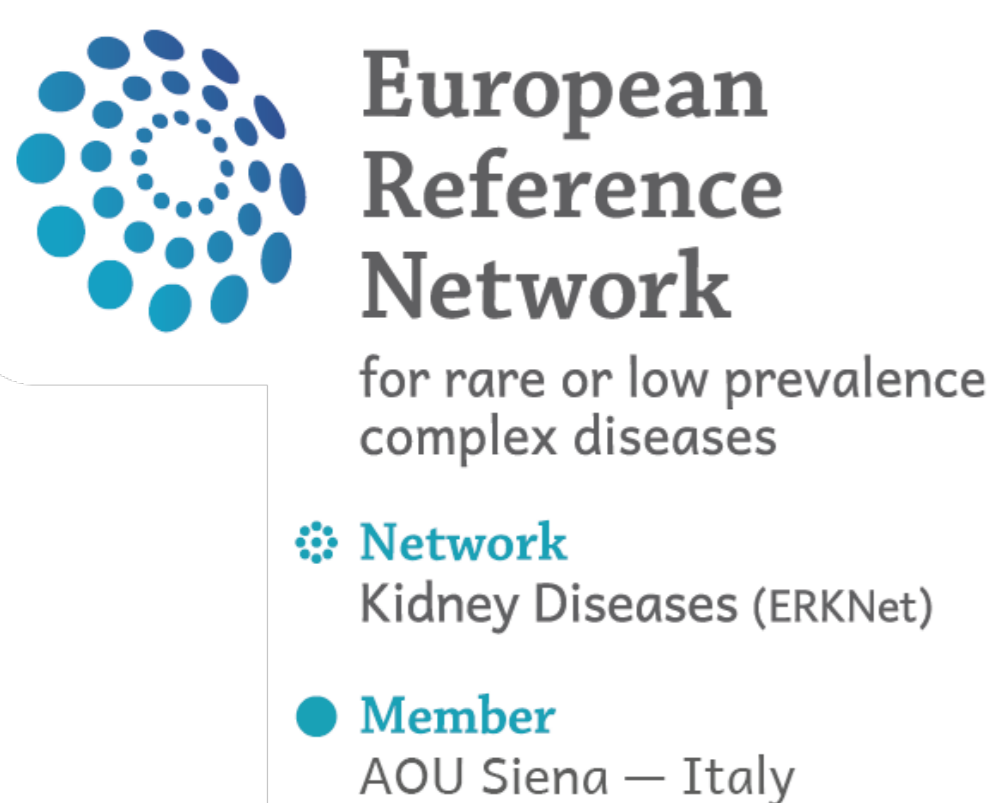 European
Reference
Network
for rare or low prevalence
complex diseases
Network
Kidney Diseases (ERKNet)
Member
AOU Siena — Italy